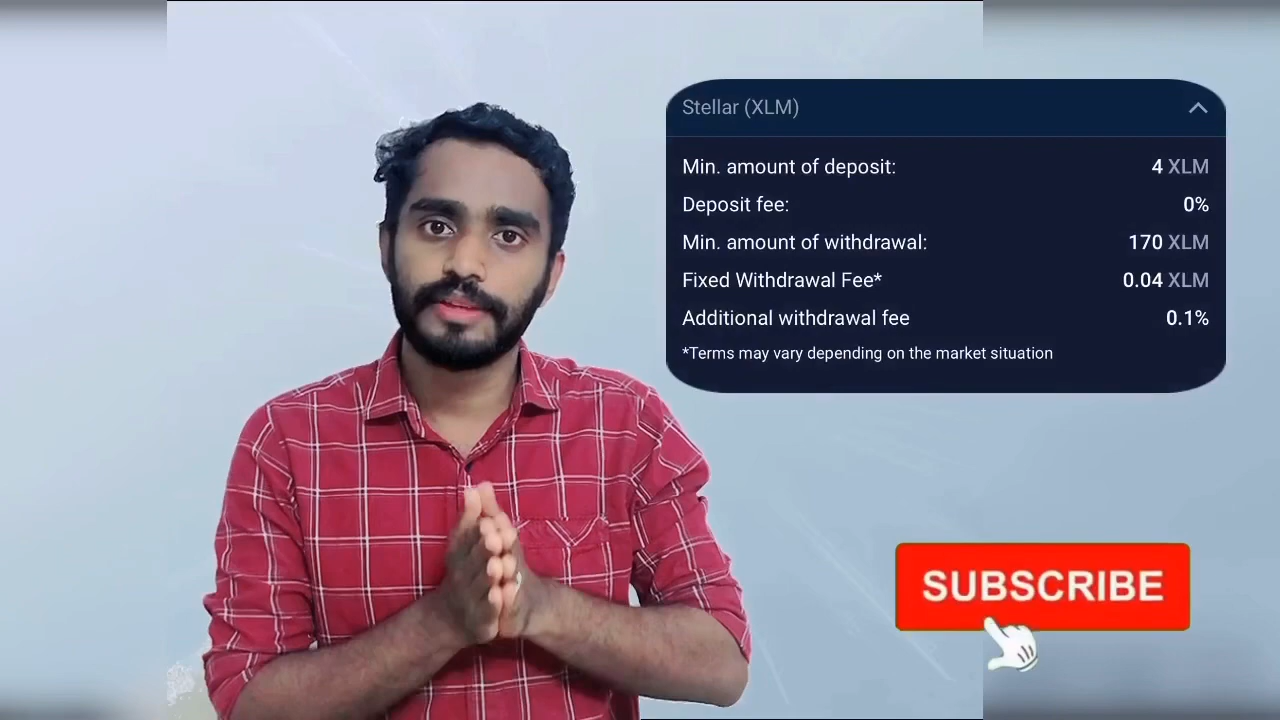 Stellar (XLM)
Min. amount of deposit: 4 XLM
Deposit fee: 0%
Min. amount of withdrawal: 170 XLM
Fixed Withdrawal Fee* 0.04 XLM
Additional withdrawal fee 0.1%
*Terms may vary depending on the market situation
SUBSCRIBE